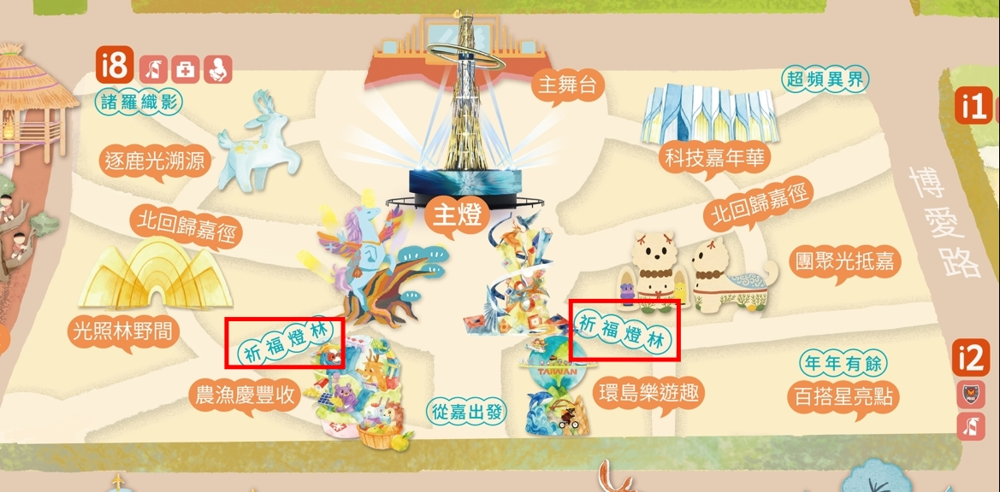 i8
諸羅織影
主舞台
超頻異界
i1
逐鹿光溯源
科技嘉年華
博愛路
北回歸嘉徑
主燈
北回歸嘉徑
團聚光抵嘉
光照林野間
祈福燈林
祈福燈林
i2
農漁慶豐收
TAIWAN
環島樂遊趣
年年有餘
百搭星亮點
從嘉出發
POLICE